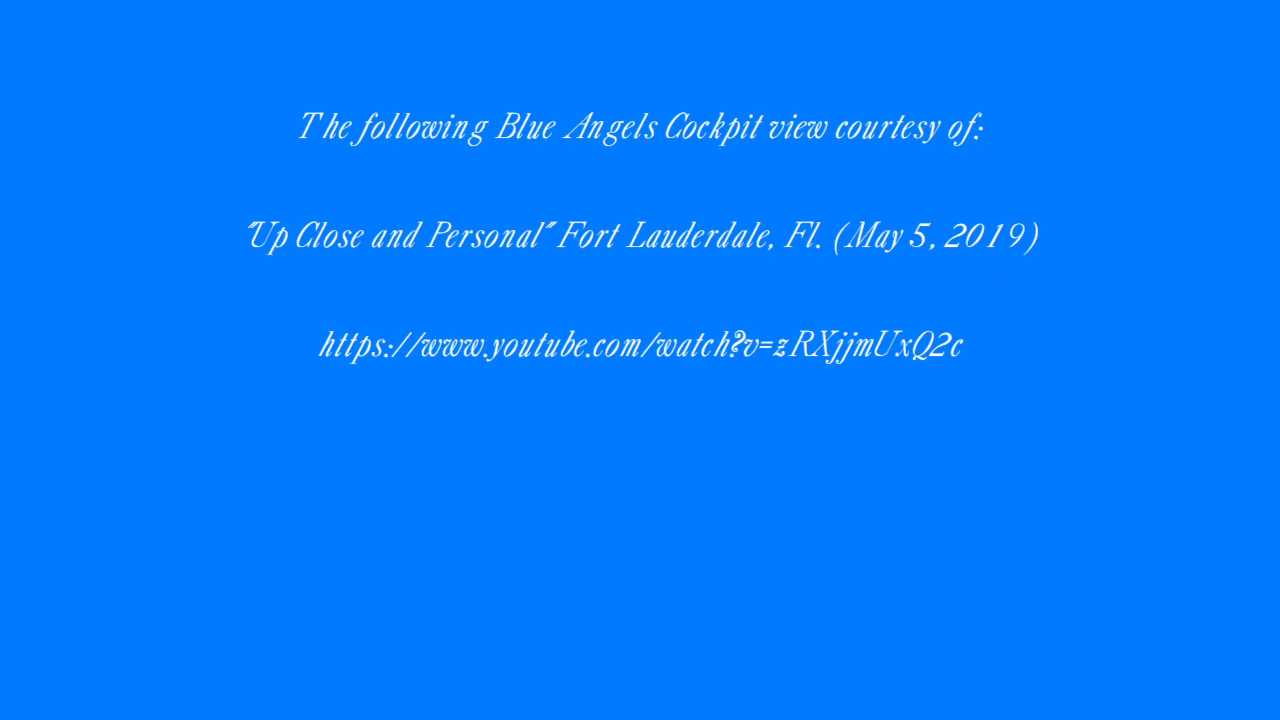 The following Blue Angels Cockpit view courtesy of:
"Up Close and Personal" Fort Lauderdale, Fl. (May 5, 2019)
https://www.youtube.com/watch?v=zRXjjmUxQ2c